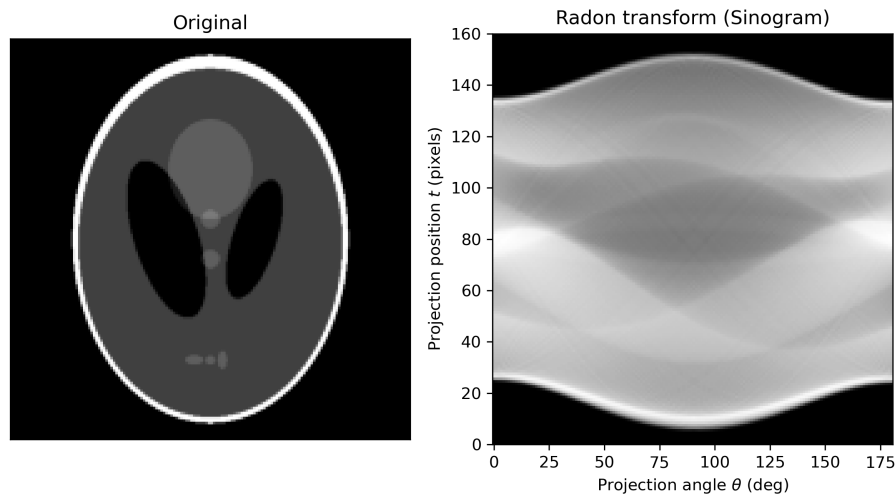 Original
Radon transform (Sinogram)
Projection position t (pixels)
160
140
120
100
80
60
40
20
0
0 25 50 75 100 125 150 175
Projection angle θ (deg)